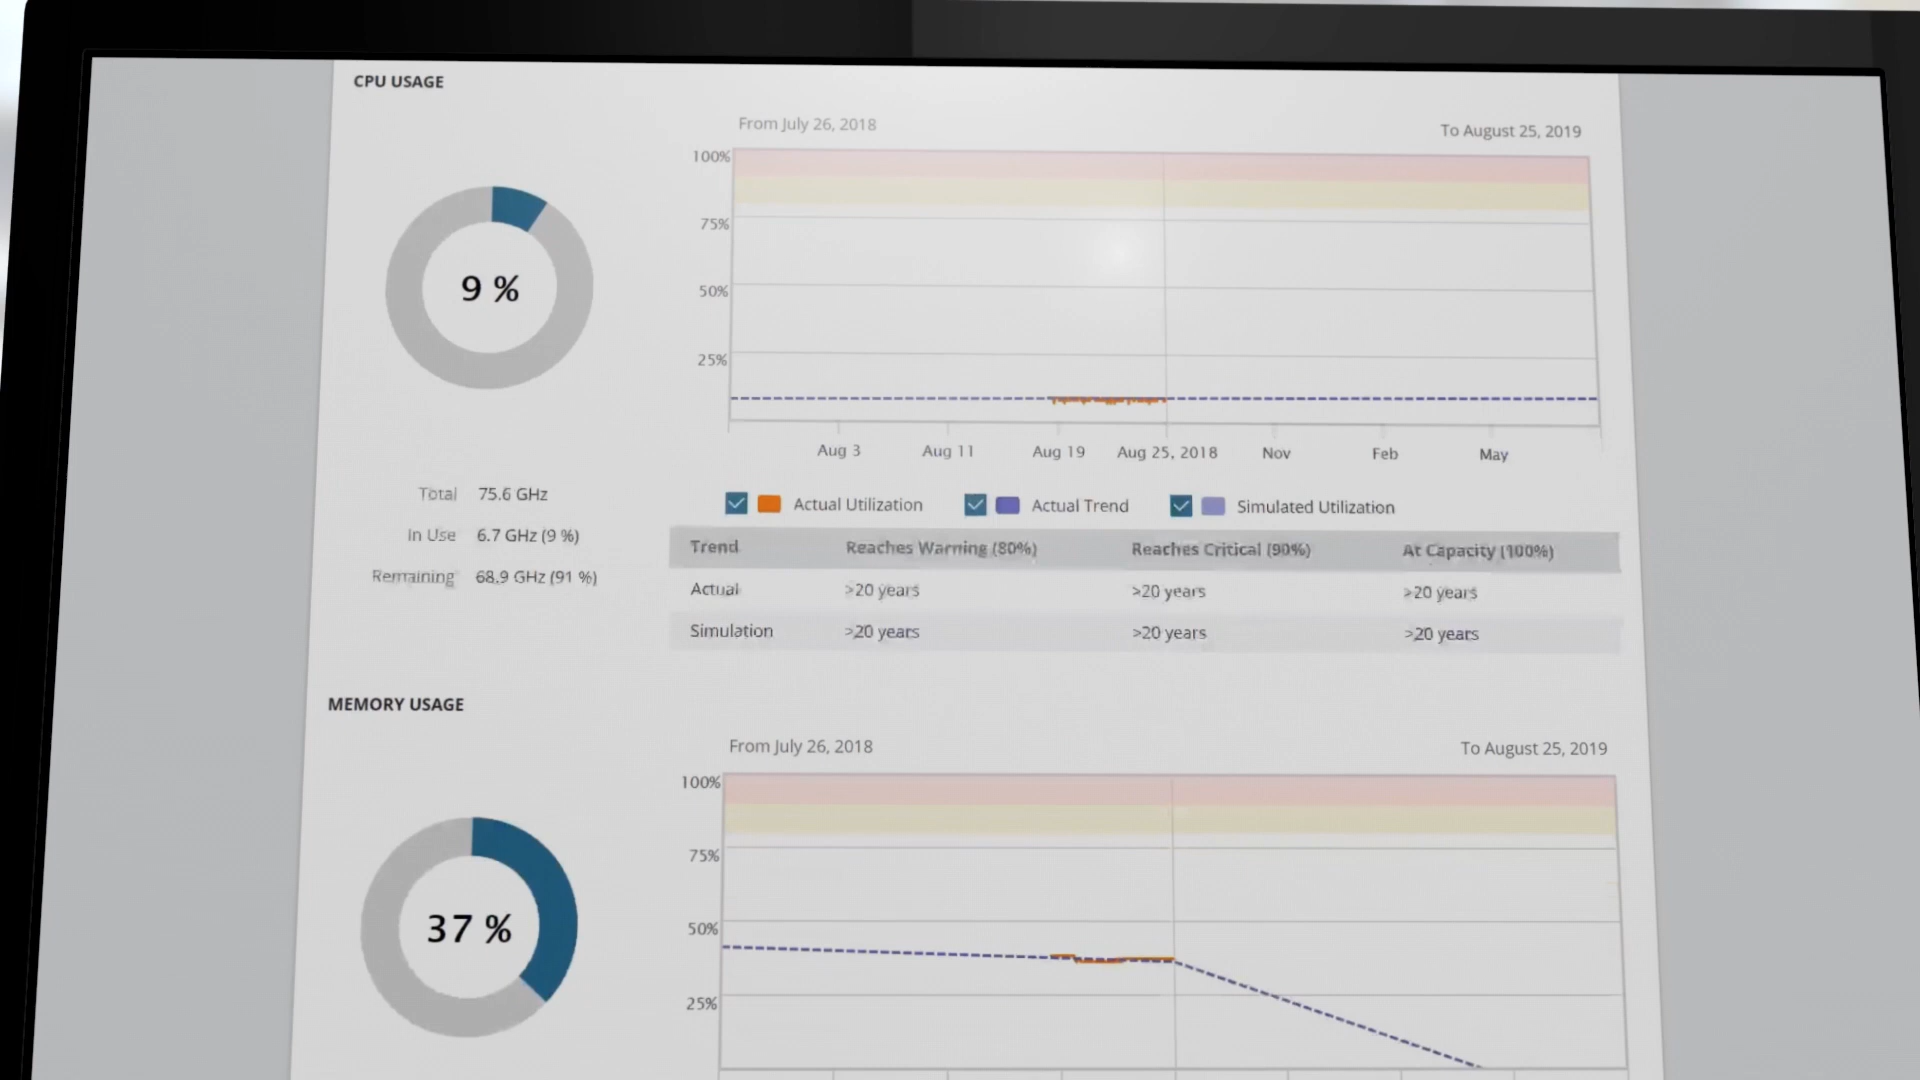 CPU USAGE
From July 26, 2018
To August 25, 2019
100%
75%
50%
25%
9 %
Aug 3
Aug 11
Aug 19
Aug 25, 2018
Nov
Feb
May
Total 75.6 GHz
In Use 6.7 GHz (9 %)
Remaining 68.9 GHz (91 %)
Actual Utilization
Actual Trend
Simulated Utilization
Trend Reaches Warning (80%) Reaches Critical (90%) At Capacity (100%)
Actual >20 years >20 years >20 years
Simulation >20 years >20 years >20 years
MEMORY USAGE
From July 26, 2018
To August 25, 2019
100%
75%
50%
25%
37 %